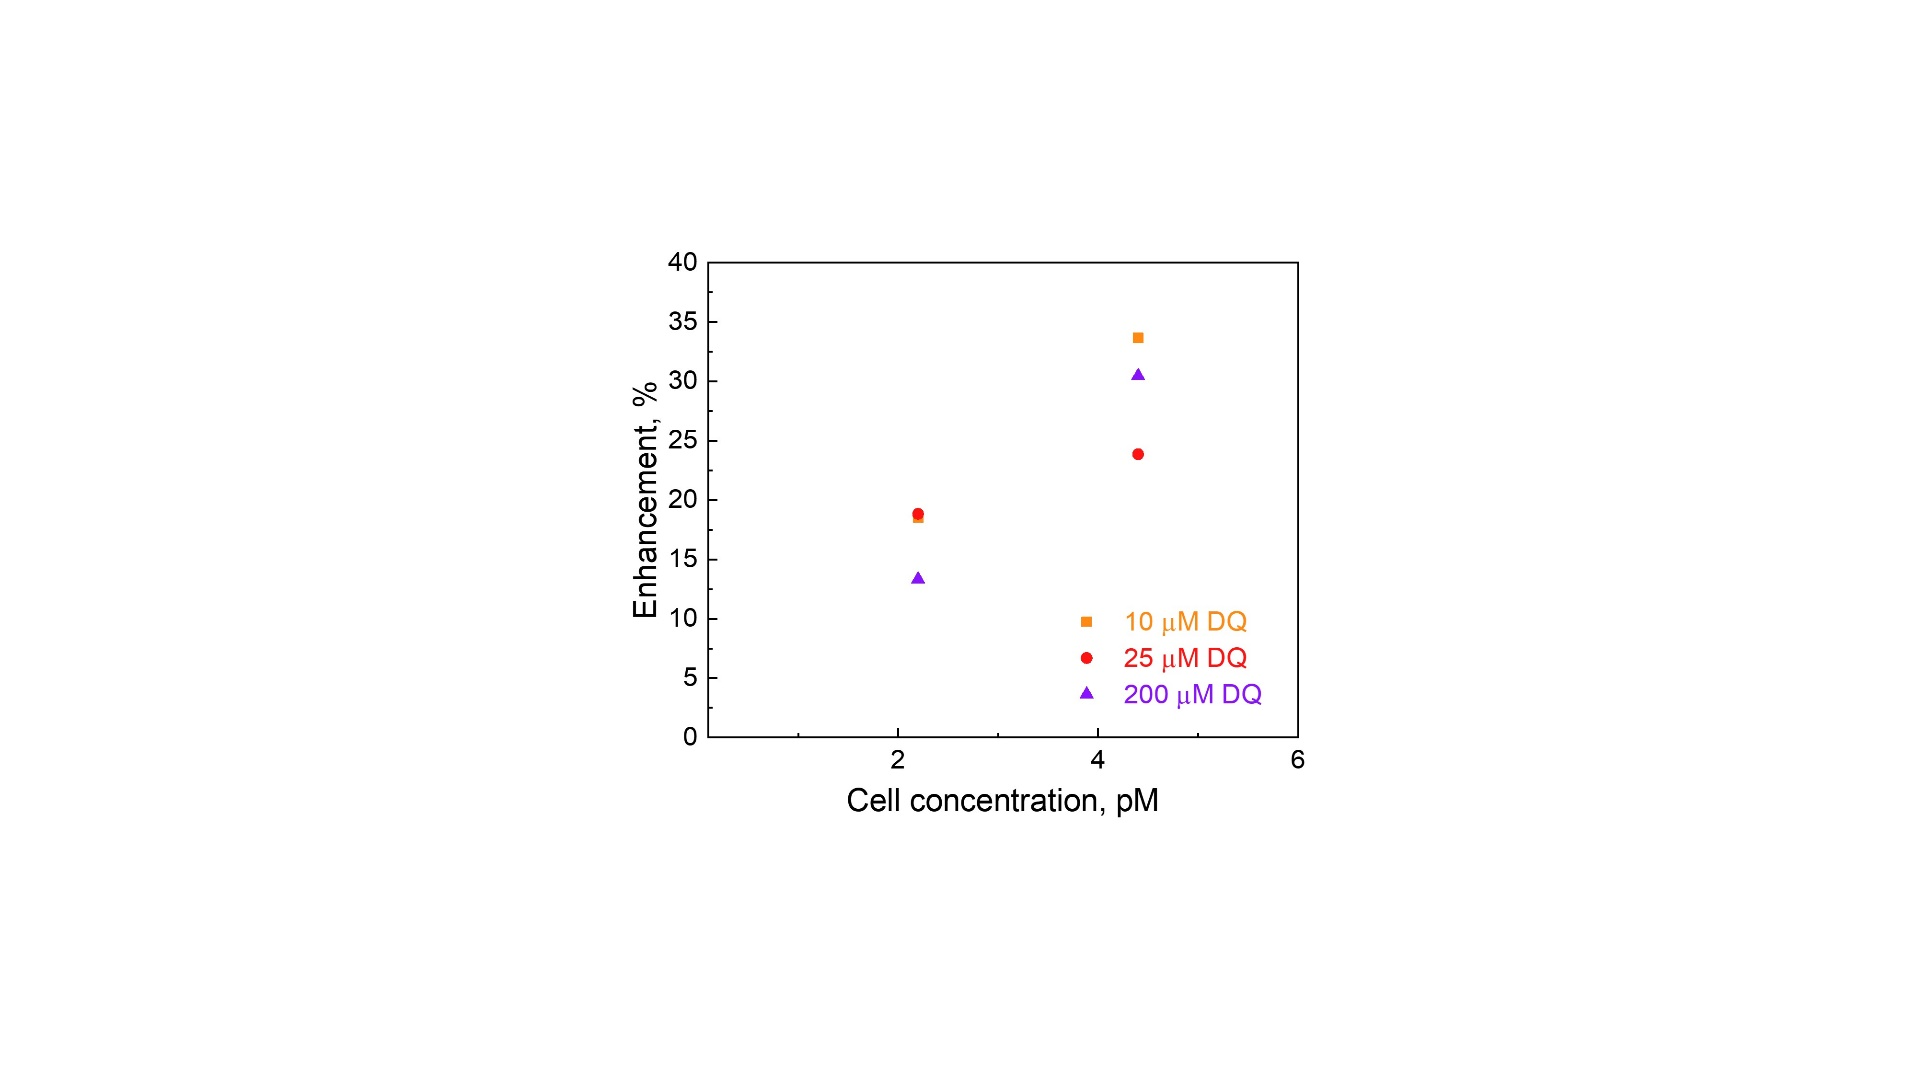 40
35
30
25
20
15
10
5
0
Enhancement, %
10 μM DQ
25 μM DQ
200 μM DQ
2 4 6
Cell concentration, pM